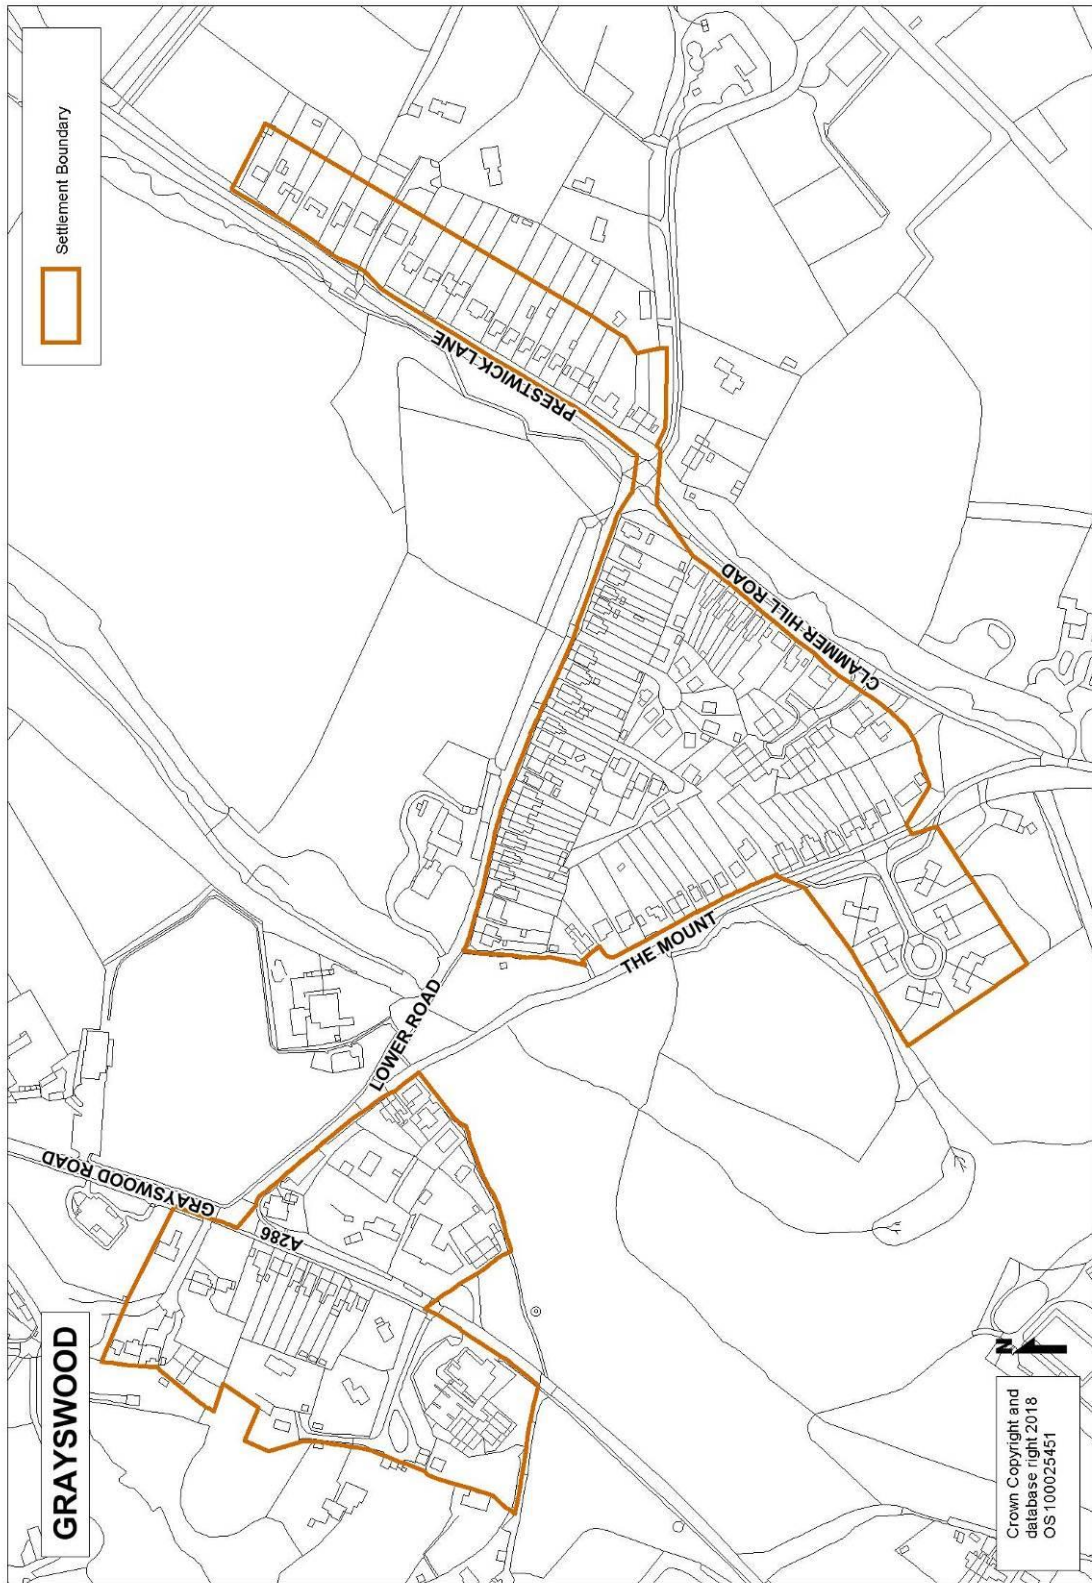 GRAYSWOOD
Settlement Boundary
GRAYSWOOD ROAD
A286
LOWER ROAD
THE MOUNT
PRESTWICK LANE
CLAMMER HILL ROAD
Crown Copyright and
database right 2018
OS 100025451
N